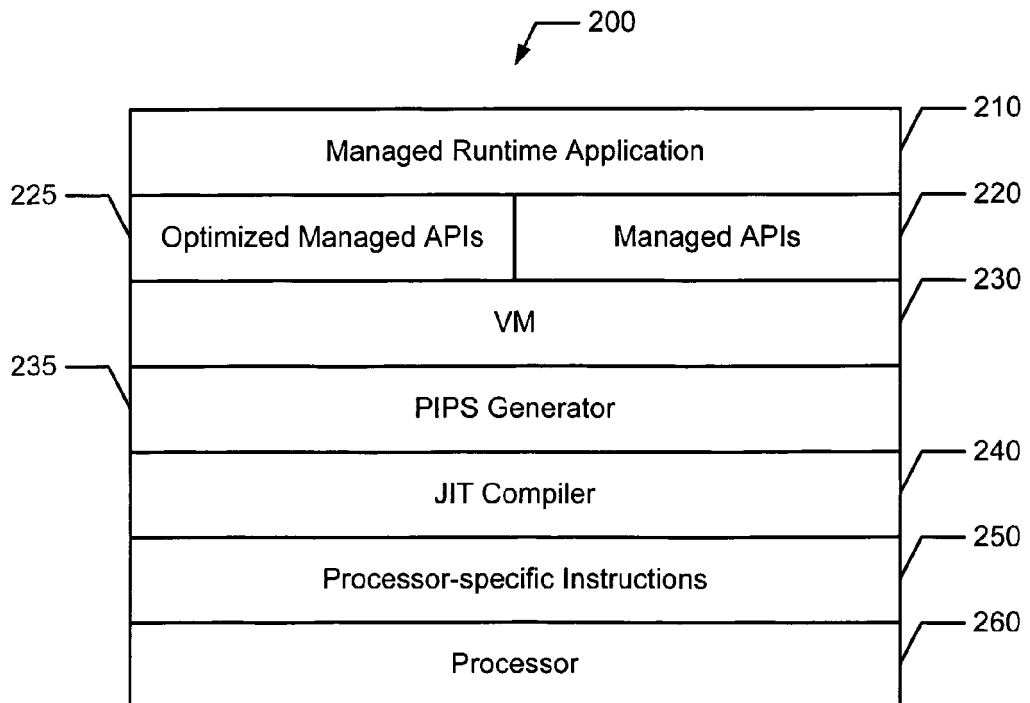 200
210
Managed Runtime Application
225
220
Optimized Managed APIs
Managed APIs
230
VM
235
PIPS Generator
240
JIT Compiler
250
Processor-specific Instructions
260
Processor